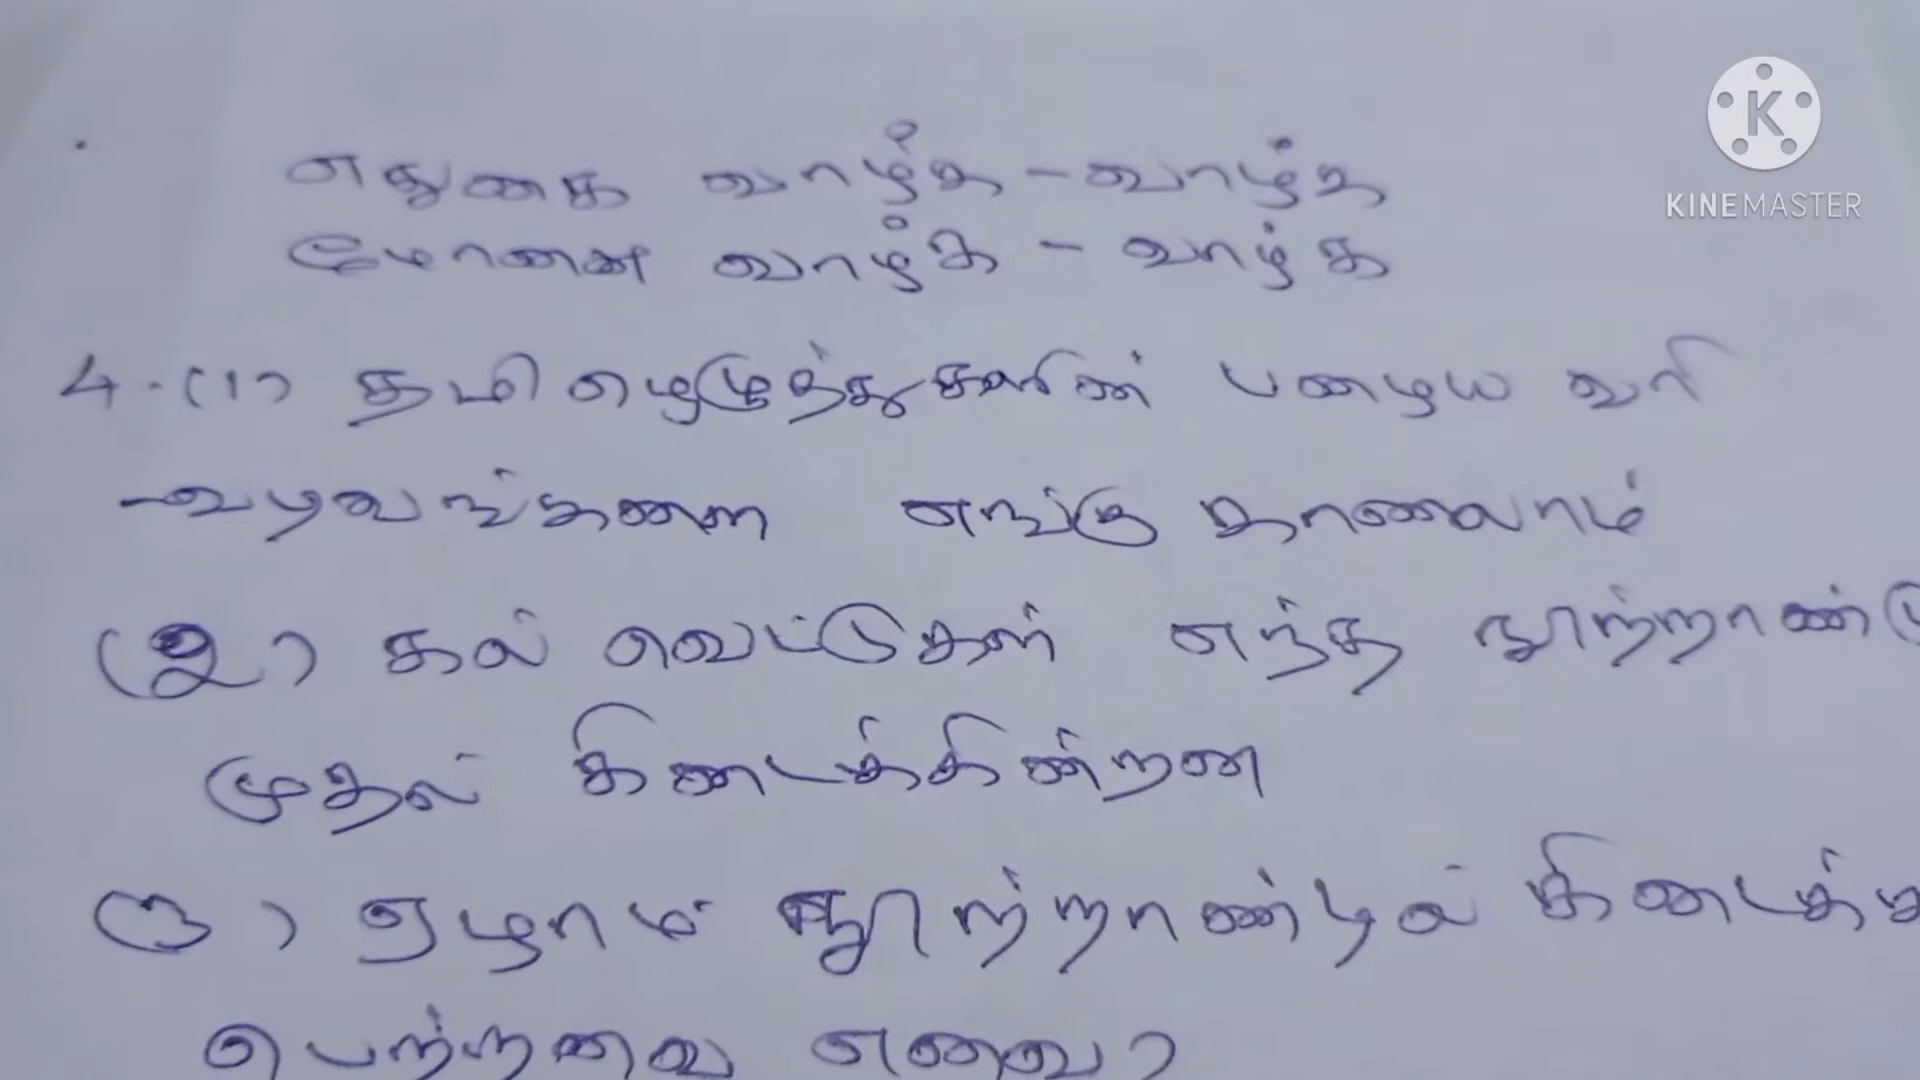 எதுகை வாழ்க - வாழ்க
மோனை வாழ்க - வாழ்க
4.(1) தமிழெழுத்துகளின் பழைய வரி
வடிவங்களை எங்கு காணலாம்
(2) கல் வெட்டுகள் எந்த நூற்றாண்டு
முதல் கிடைக்கின்றன
(3) ஏழாம் நூற்றாண்டில் கிடைக்க
பெற்றவை எவை?
KINEMASTER